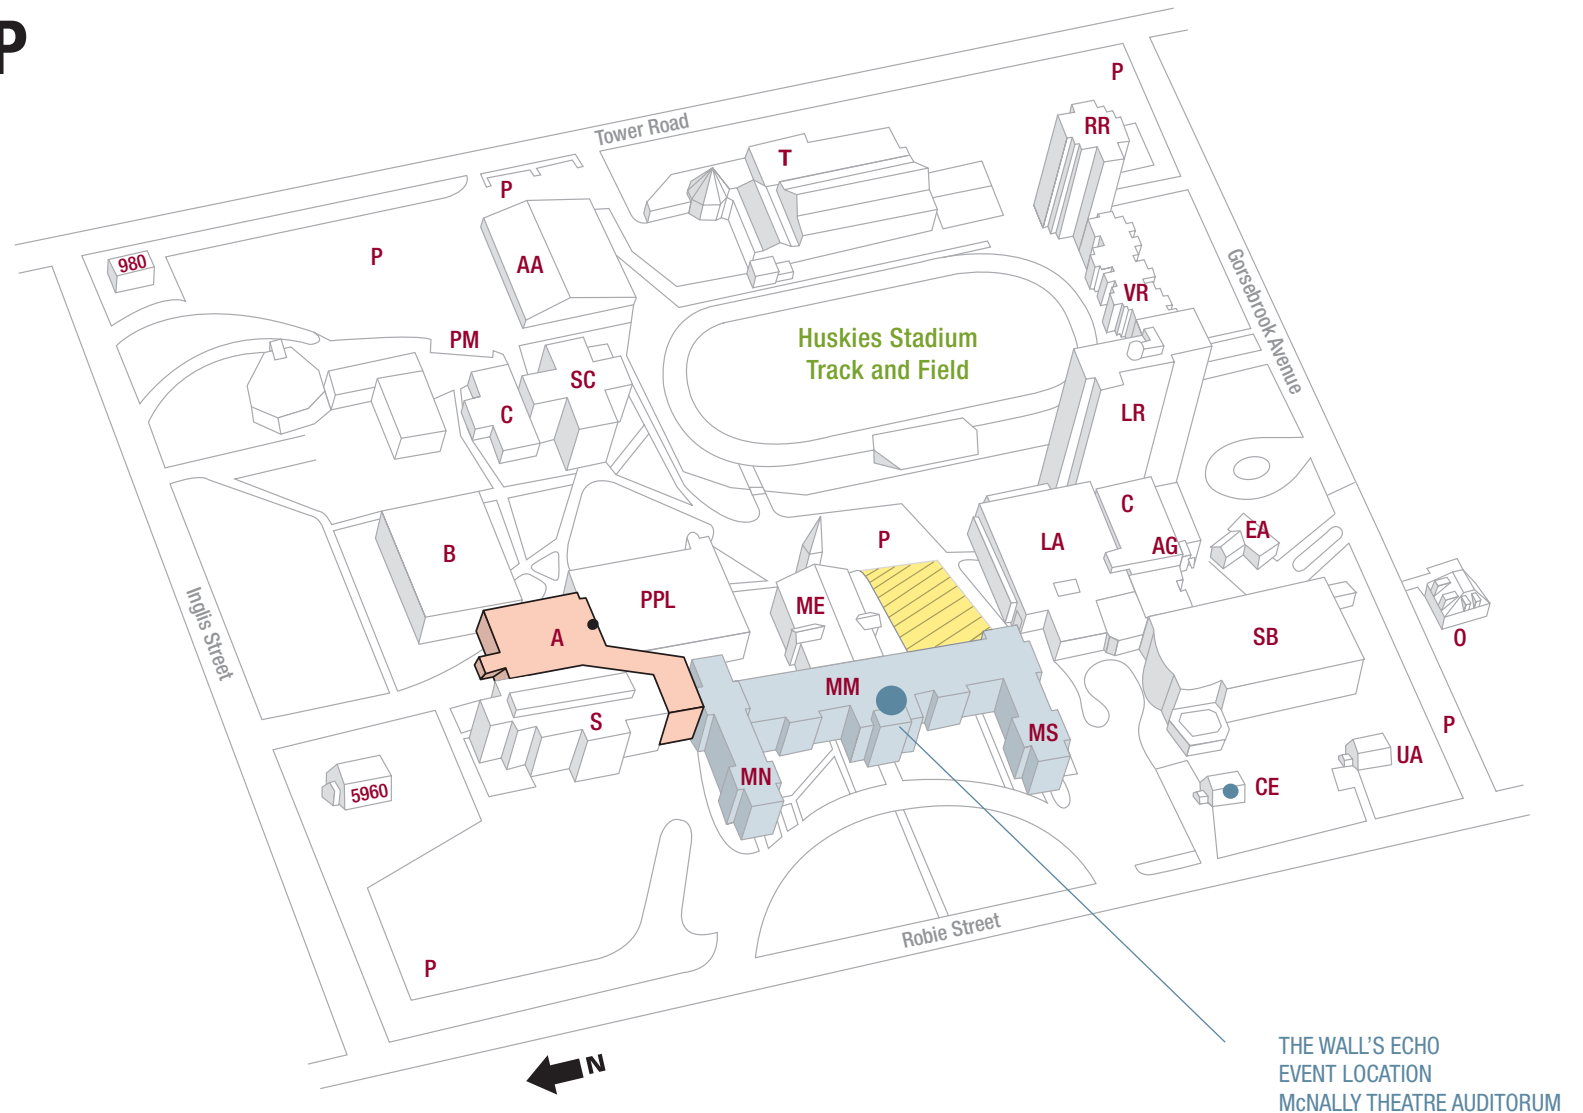 P
P
RR
Tower Road
T
P
P
980
AA
Gorsebrook Avenue
VR
PM
Huskies Stadium
Track and Field
SC
C
LR
C
P
EA
LA
AG
B
Inglis Street
PPL
ME
A
SB
O
MM
S
MS
P
UA
MN
5960
CE
Robie Street
P
N
THE WALL'S ECHO
EVENT LOCATION
McNALLY THEATRE AUDITORUM